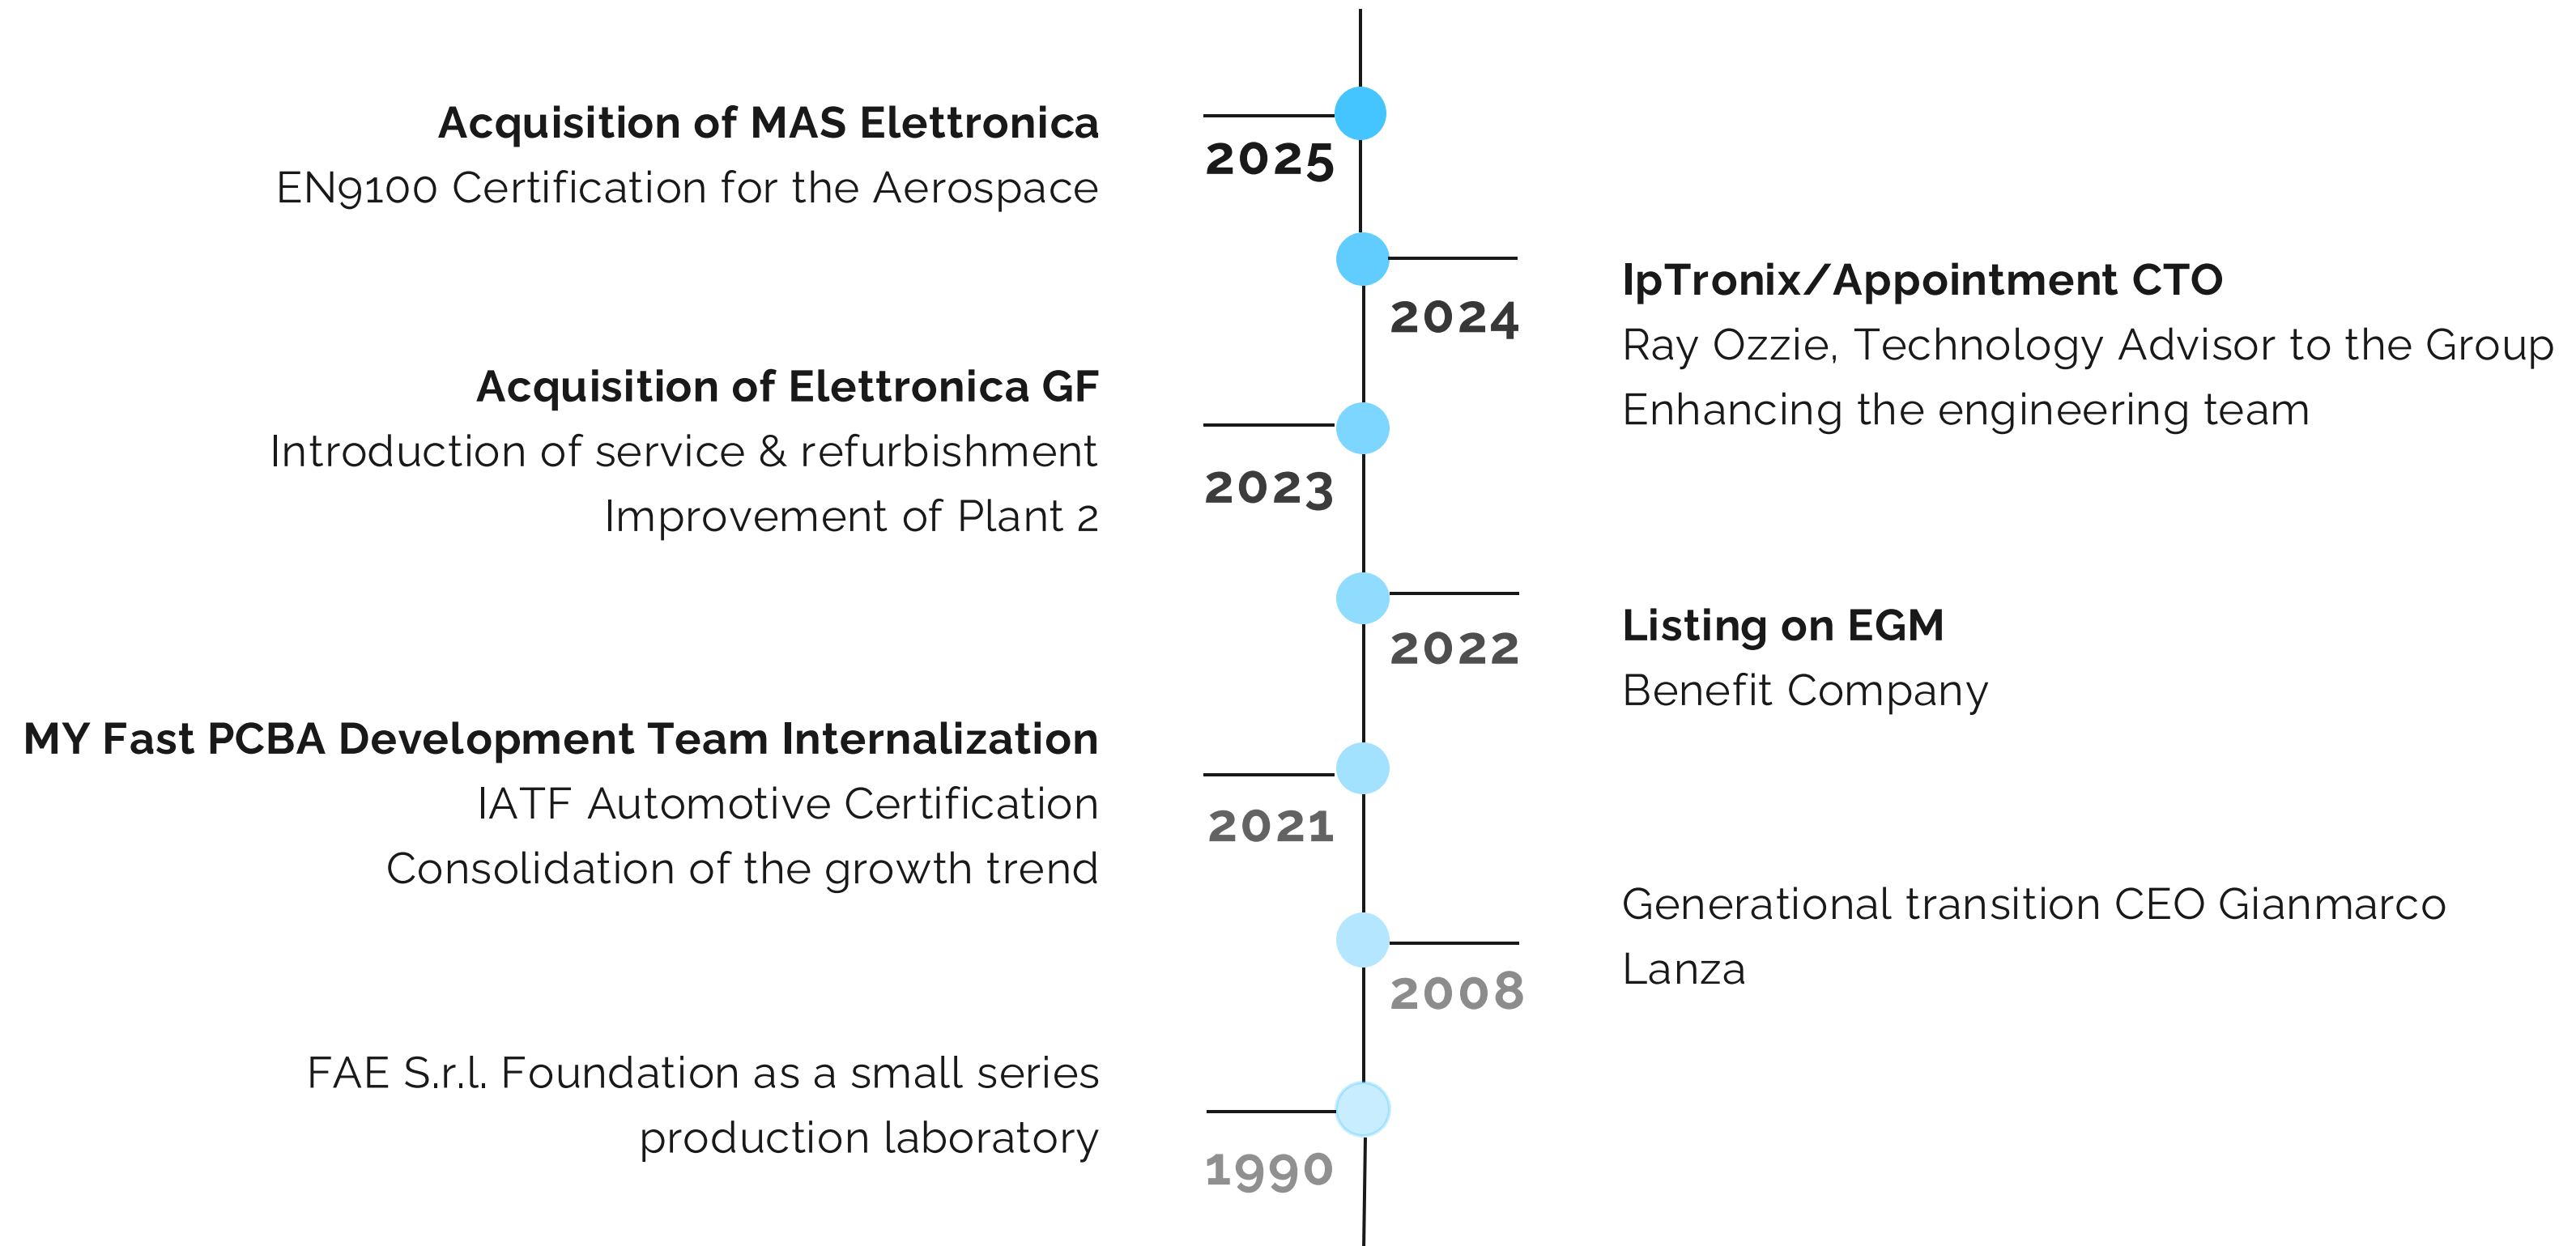 Acquisition of MAS Elettronica
EN9100 Certification for the Aerospace
2025
2024
IpTronix/Appointment CTO
Ray Ozzie, Technology Advisor to the Group
Enhancing the engineering team
Acquisition of Elettronica GF
Introduction of service & refurbishment
Improvement of Plant 2
2023
2022
Listing on EGM
Benefit Company
MY Fast PCBA Development Team Internalization
IATF Automotive Certification
Consolidation of the growth trend
2021
2008
Generational transition CEO Gianmarco
Lanza
FAE S.r.l. Foundation as a small series
production laboratory
1990